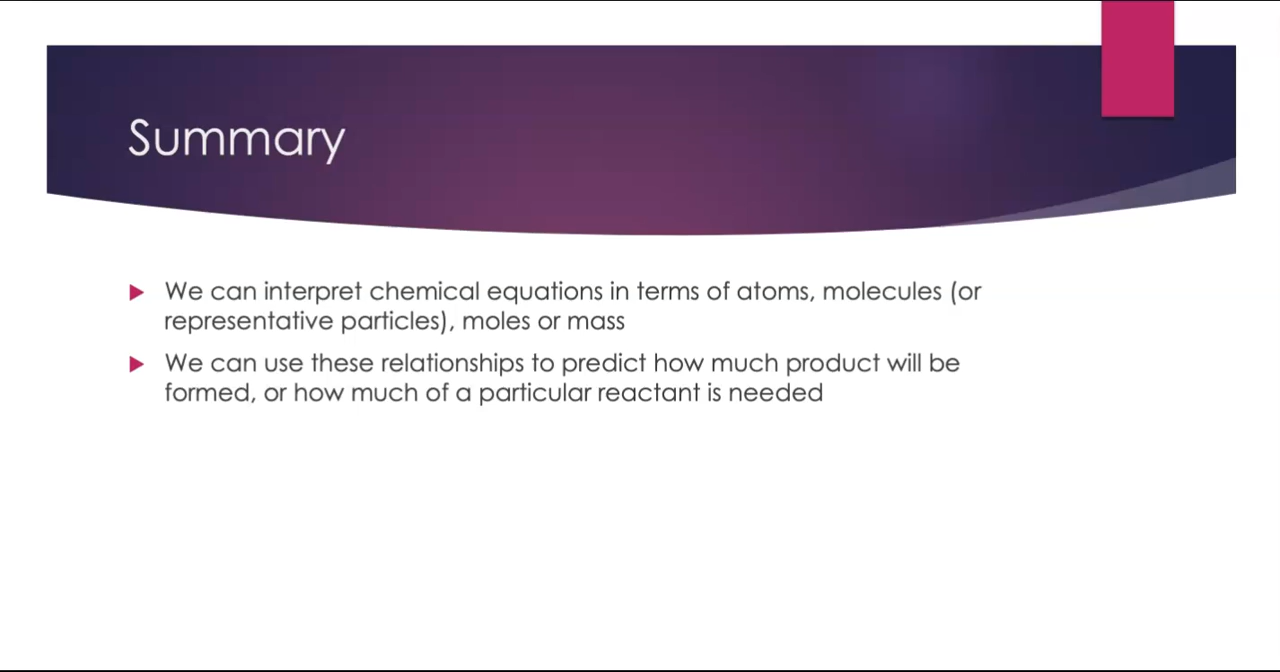 Summary
We can interpret chemical equations in terms of atoms, molecules (or
representative particles), moles or mass
We can use these relationships to predict how much product will be
formed, or how much of a particular reactant is needed